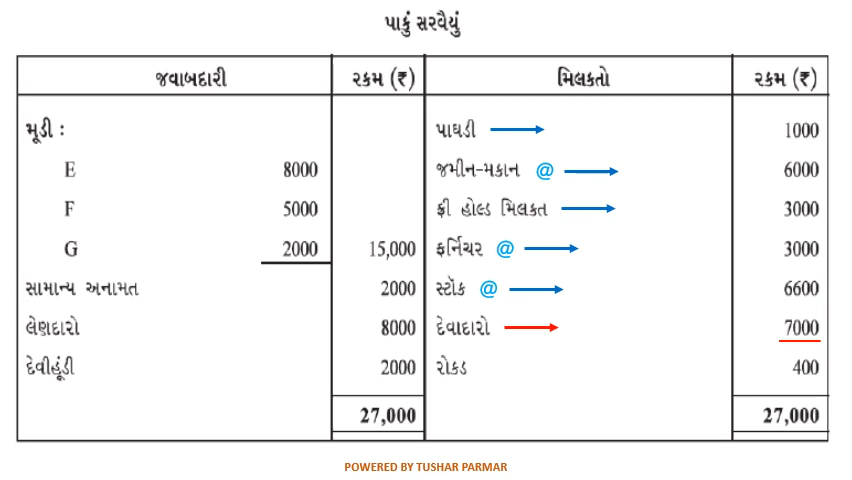 પાકું સરવૈયું
જવાબદારી રકમ (₹) મિલકતો રકમ (₹)
મૂડી : પાઘડી 1000
E 8000 જમીન-મકાન @ 6000
F 5000 ફ્રી હોલ્ડ મિલકત 3000
G 2000 15,000 ફર્નિચર @ 3000
સામાન્ય અનામત 2000 સ્ટૉક @ 6600
લેણદારો 8000 દેવાદારો 7000
દેવીહૂંડી 2000 રોકડ 400
27,000 27,000
POWERED BY TUSHAR PARMAR